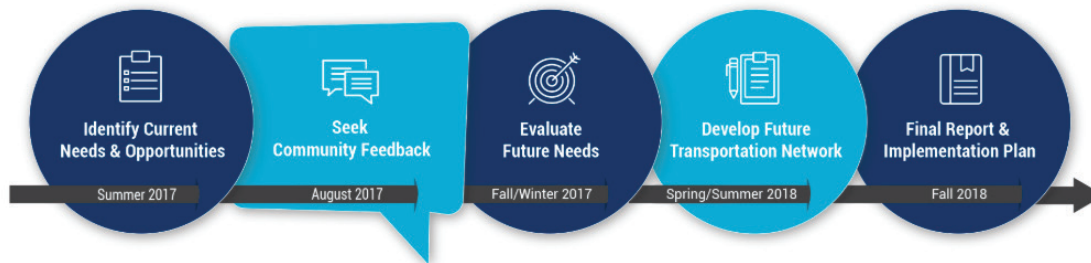 Identify Current
Needs & Opportunities
Summer 2017
Seek
Community Feedback
August 2017
Evaluate
Future Needs
Fall/Winter 2017
Develop Future
Transportation Network
Spring/Summer 2018
Final Report &
Implementation Plan
Fall 2018